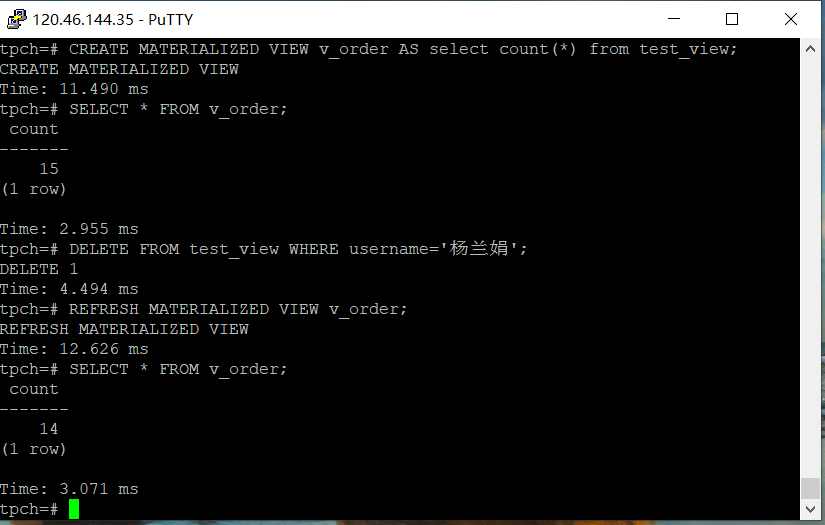 120.46.144.35 - PuTTY
tpch=# CREATE MATERIALIZED VIEW v_order AS select count(*) from test_view;
CREATE MATERIALIZED VIEW
Time: 11.490 ms
tpch=# SELECT * FROM v_order;
 count
-------
    15
(1 row)

Time: 2.955 ms
tpch=# DELETE FROM test_view WHERE username='杨兰娟';
DELETE 1
Time: 4.494 ms
tpch=# REFRESH MATERIALIZED VIEW v_order;
REFRESH MATERIALIZED VIEW
Time: 12.626 ms
tpch=# SELECT * FROM v_order;
 count
-------
    14
(1 row)

Time: 3.071 ms
tpch=#